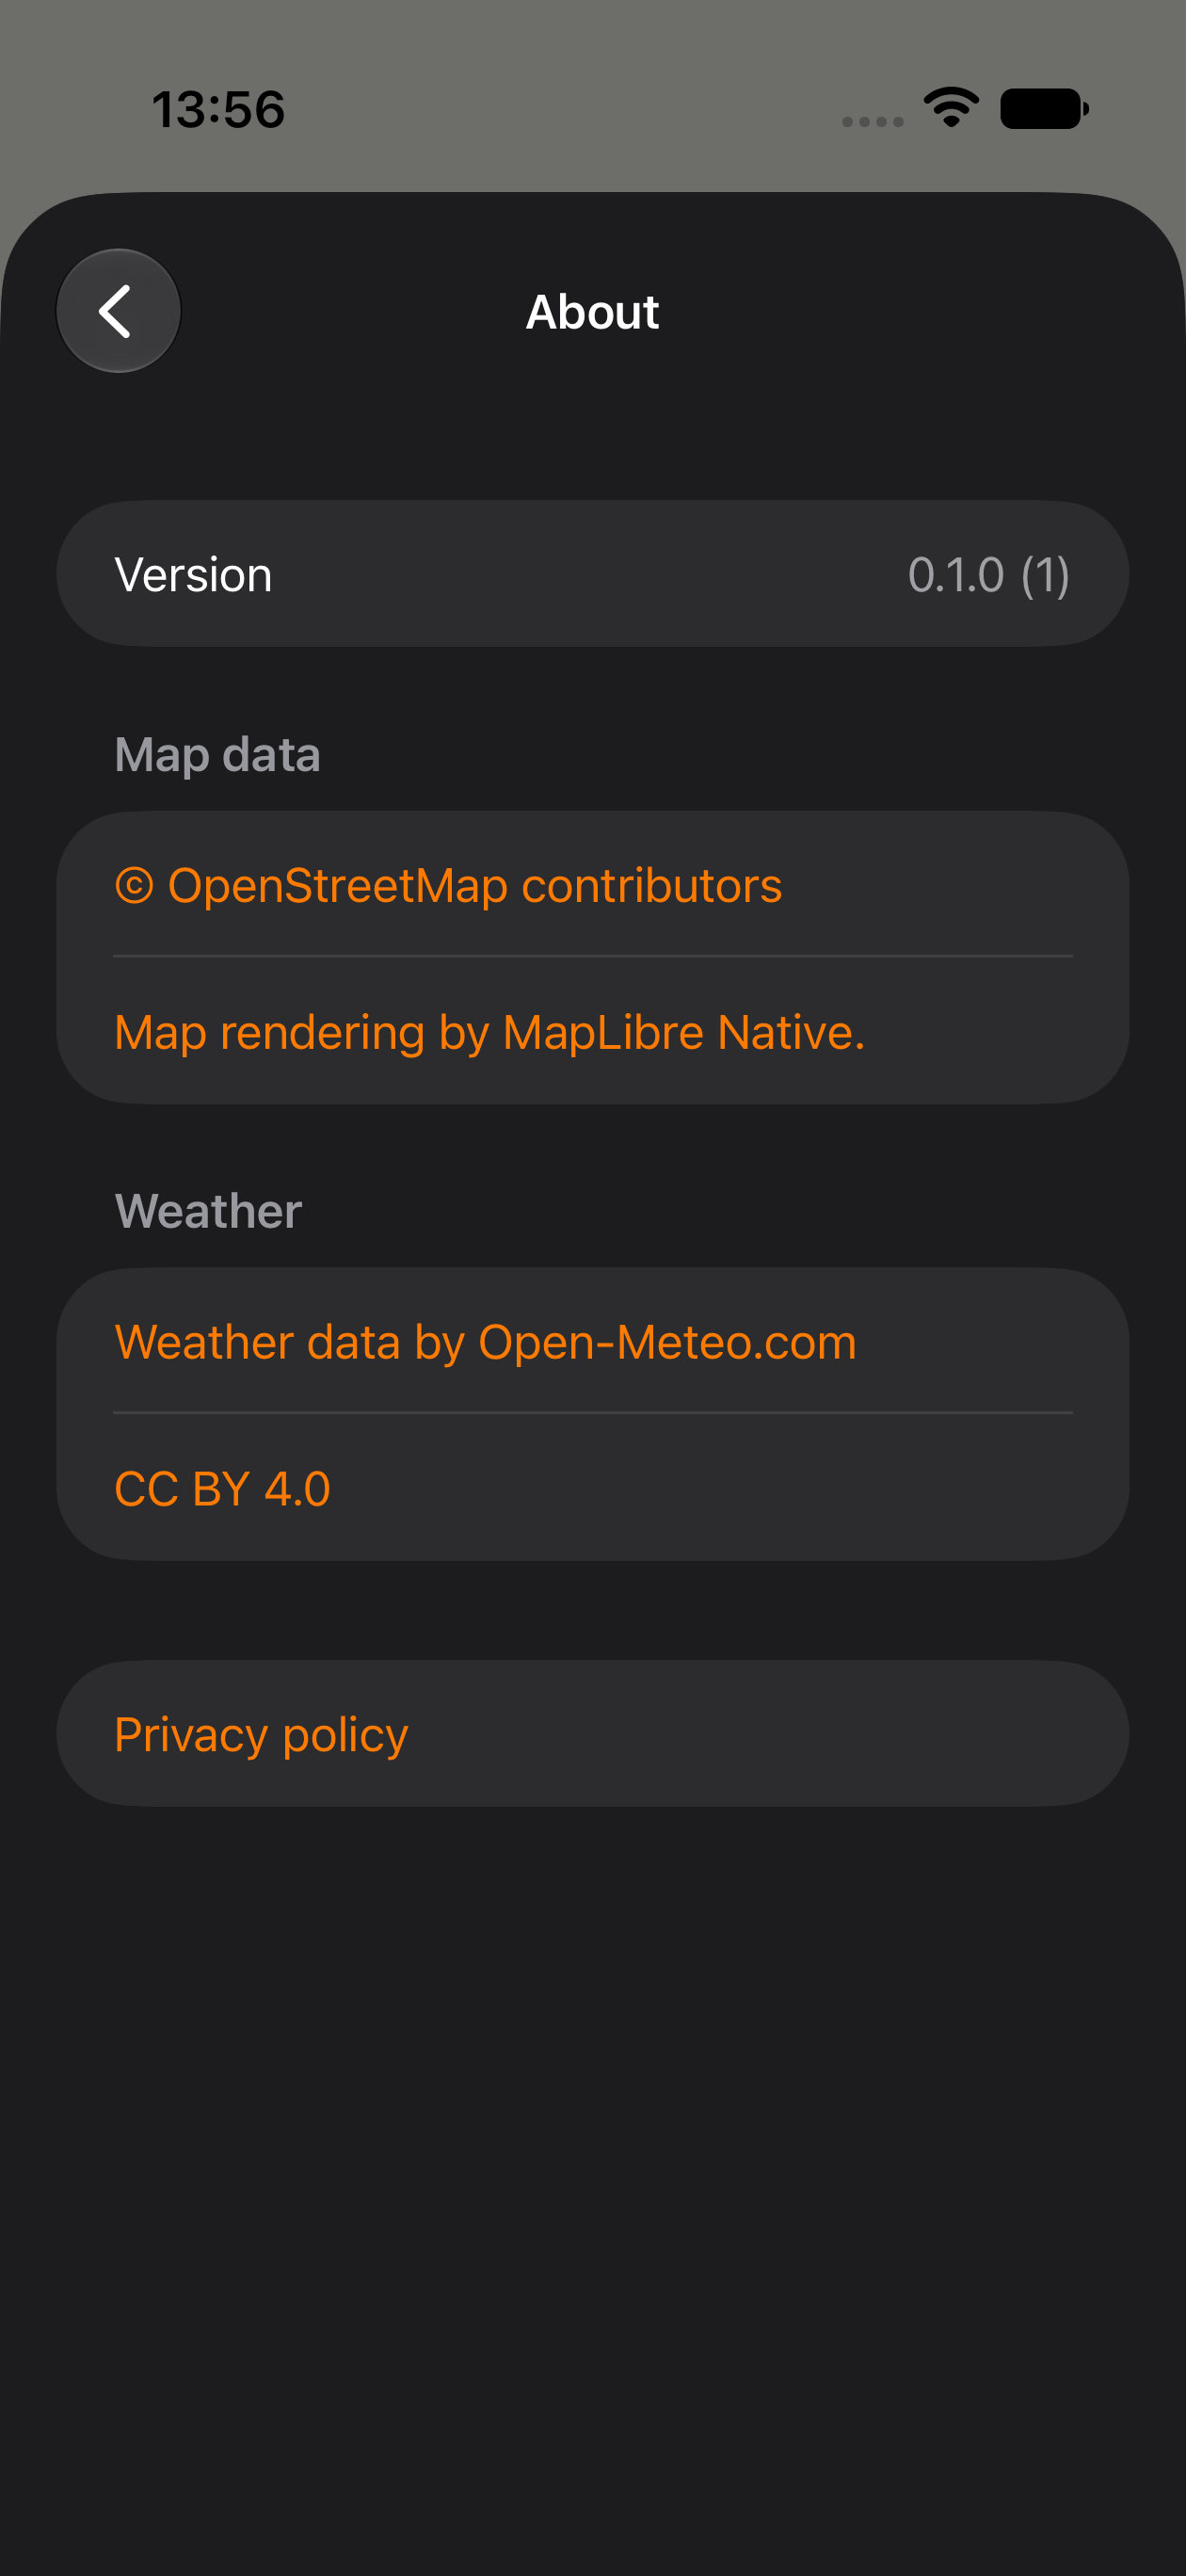 13:56
About
Version 0.1.0 (1)
Map data
© OpenStreetMap contributors
Map rendering by MapLibre Native.
Weather
Weather data by Open-Meteo.com
CC BY 4.0
Privacy policy